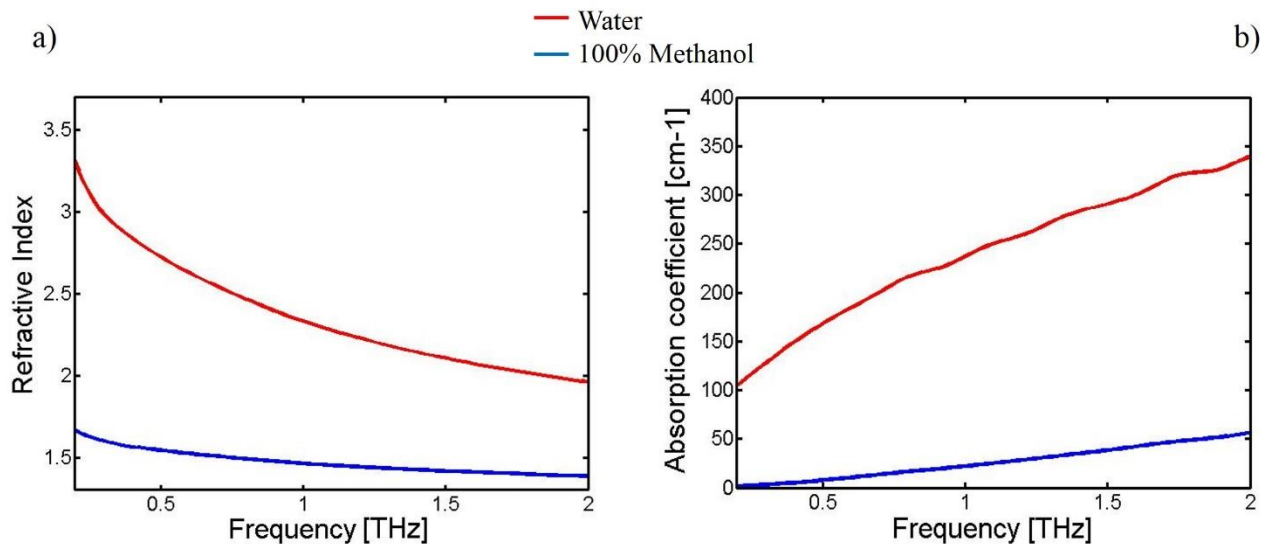 a)
Water
100% Methanol
b)
Refractive Index
3.5
3
2.5
2
1.5
0.5
1
1.5
2
Frequency [THz]
Absorption coefficient [cm-1]
400
350
300
250
200
150
100
50
0
0.5
1
1.5
2
Frequency [THz]